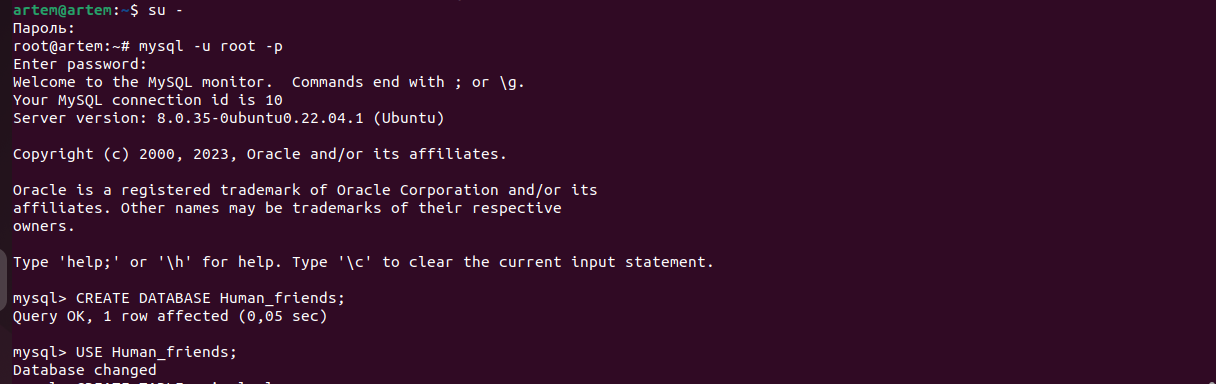 artem@artem:~$ su -
Пароль:
root@artem:~# mysql -u root -p
Enter password:
Welcome to the MySQL monitor.  Commands end with ; or \g.
Your MySQL connection id is 10
Server version: 8.0.35-0ubuntu0.22.04.1 (Ubuntu)
Copyright (c) 2000, 2023, Oracle and/or its affiliates.
Oracle is a registered trademark of Oracle Corporation and/or its
affiliates. Other names may be trademarks of their respective
owners.
Type 'help;' or '\h' for help. Type '\c' to clear the current input statement.
mysql> CREATE DATABASE Human_friends;
Query OK, 1 row affected (0,05 sec)
mysql> USE Human_friends;
Database changed